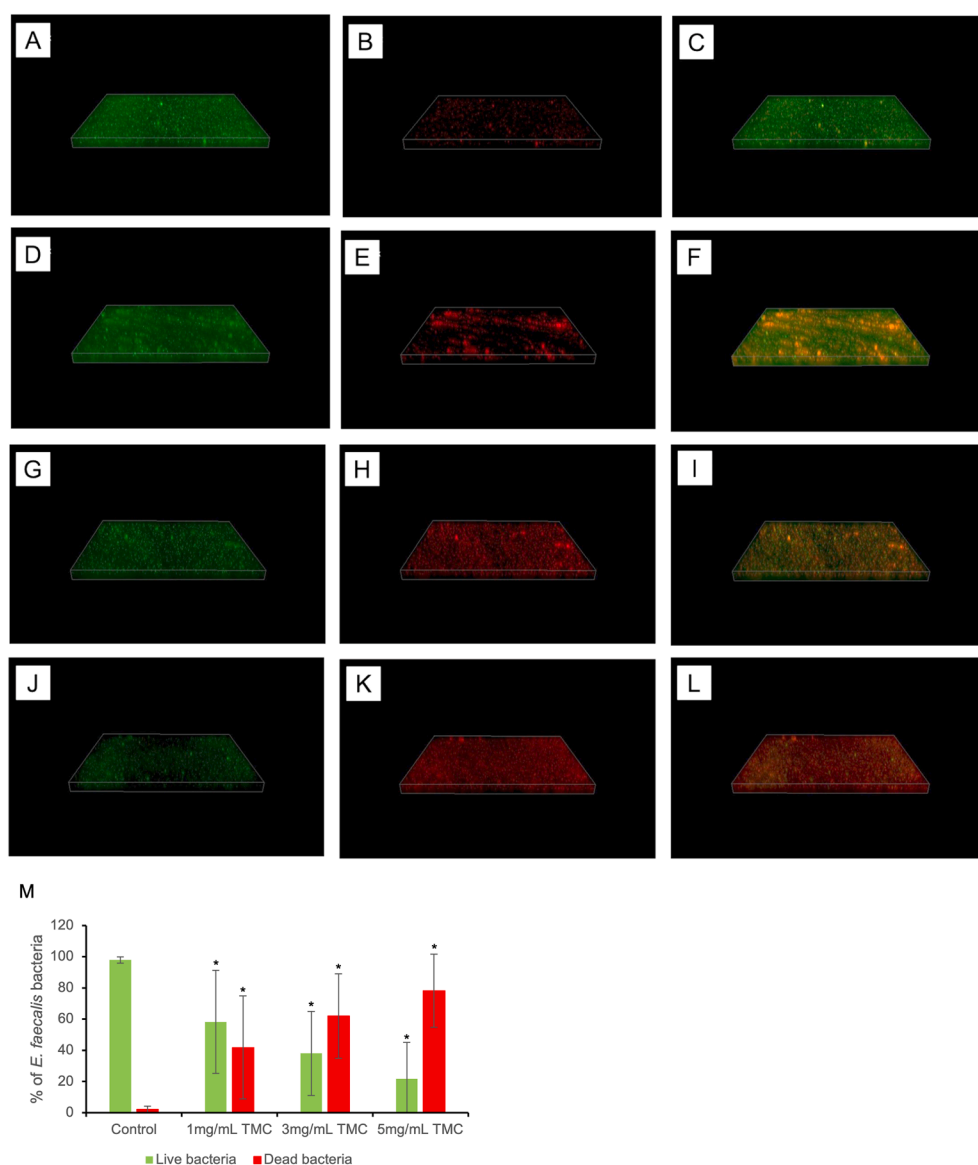 A
B
C
D
E
F
G
H
I
J
K
L
M
% of E. faecalis bacteria
120
100
80
60
40
20
0
* * * * * *
Control 1mg/mL TMC 3mg/mL TMC 5mg/mL TMC
Live bacteria Dead bacteria